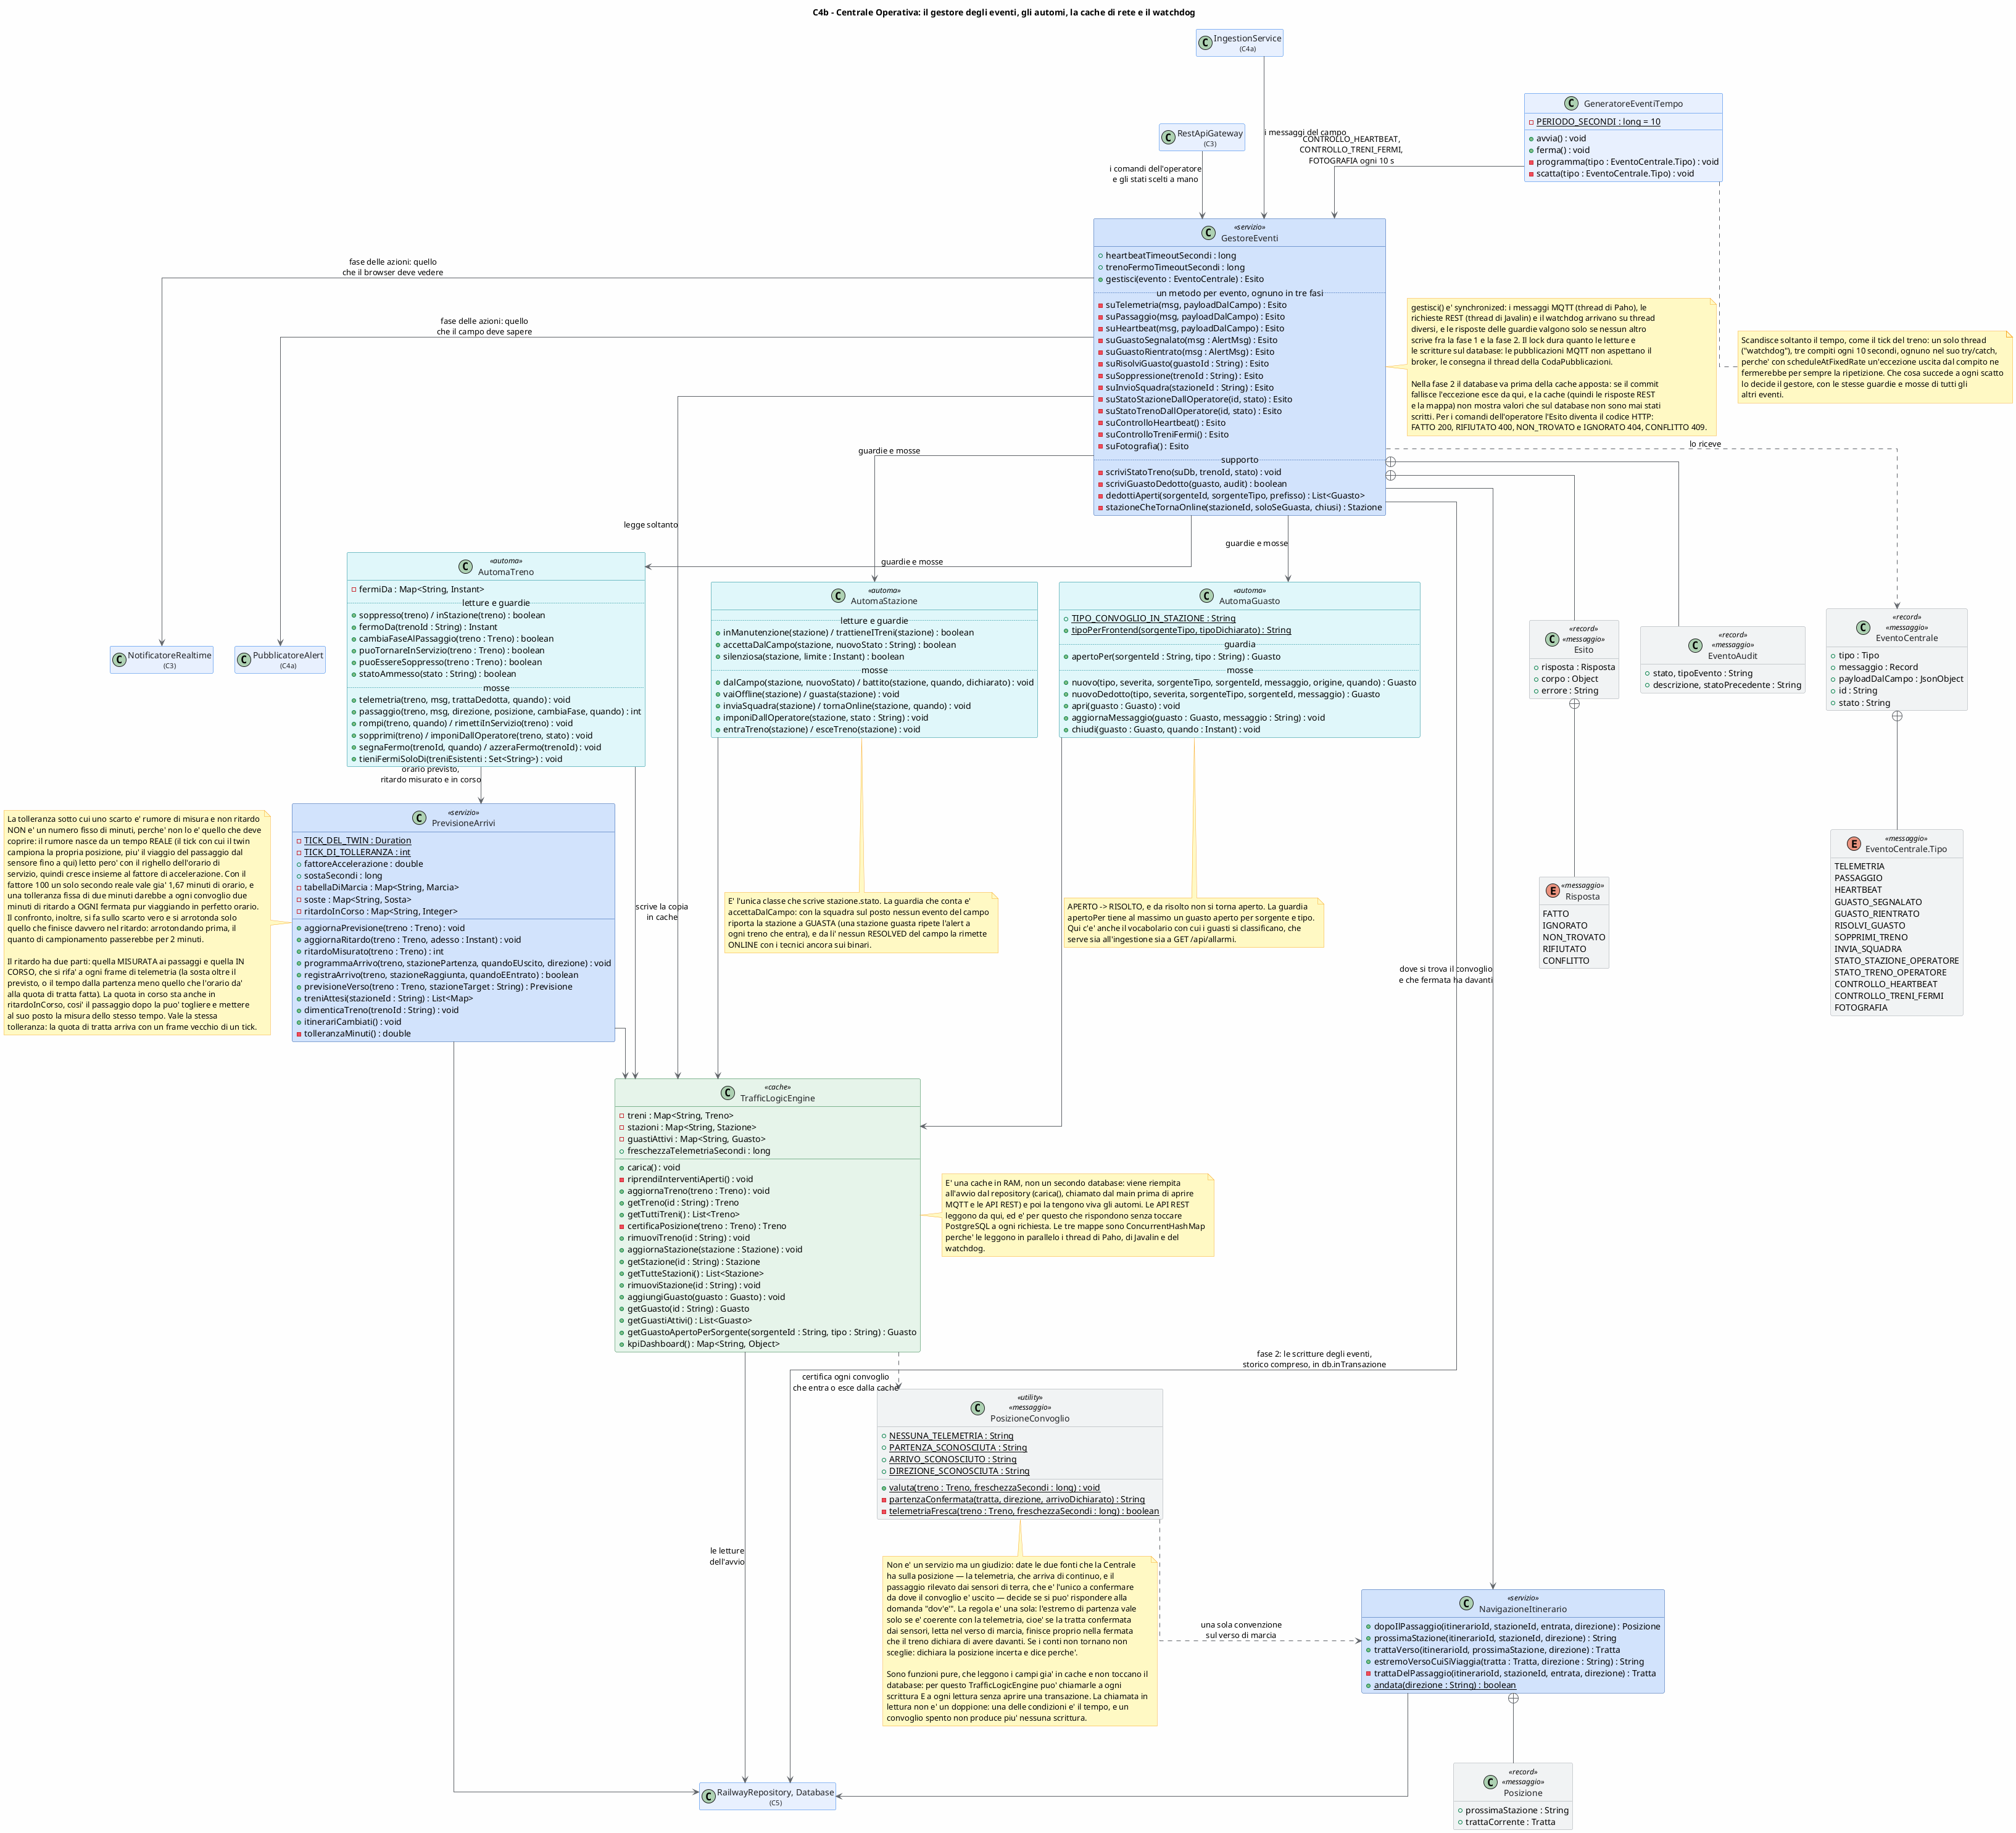 C4b - Centrale Operativa: il gestore degli eventi, gli automi, la cache di rete e il watchdog
IngestionService
(C4a)
GeneratoreEventiTempo
PERIODO_SECONDI : long = 10
avvia() : void
ferma() : void
programma(tipo : EventoCentrale.Tipo) : void
scatta(tipo : EventoCentrale.Tipo) : void
RestApiGateway
(C3)
i messaggi del campo
CONTROLLO_HEARTBEAT,
CONTROLLO_TRENI_FERMI,
FOTOGRAFIA ogni 10 s
i comandi dell'operatore
e gli stati scelti a mano
«servizio»
GestoreEventi
heartbeatTimeoutSecondi : long
trenoFermoTimeoutSecondi : long
gestisci(evento : EventoCentrale) : Esito
un metodo per evento, ognuno in tre fasi
suTelemetria(msg, payloadDalCampo) : Esito
suPassaggio(msg, payloadDalCampo) : Esito
suHeartbeat(msg, payloadDalCampo) : Esito
suGuastoSegnalato(msg : AlertMsg) : Esito
suGuastoRientrato(msg : AlertMsg) : Esito
suRisolviGuasto(guastoId : String) : Esito
suSoppressione(trenoId : String) : Esito
suInvioSquadra(stazioneId : String) : Esito
suStatoStazioneDallOperatore(id, stato) : Esito
suStatoTrenoDallOperatore(id, stato) : Esito
suControlloHeartbeat() : Esito
suControlloTreniFermi() : Esito
suFotografia() : Esito
supporto
scriviStatoTreno(suDb, trenoId, stato) : void
scriviGuastoDedotto(guasto, audit) : boolean
dedottiAperti(sorgenteId, sorgenteTipo, prefisso) : List<Guasto>
stazioneCheTornaOnline(stazioneId, soloSeGuasta, chiusi) : Stazione
fase delle azioni: quello
che il browser deve vedere
fase delle azioni: quello
che il campo deve sapere
gestisci() e' synchronized: i messaggi MQTT (thread di Paho), le
richieste REST (thread di Javalin) e il watchdog arrivano su thread
diversi, e le risposte delle guardie valgono solo se nessun altro
scrive fra la fase 1 e la fase 2. Il lock dura quanto le letture e
le scritture sul database: le pubblicazioni MQTT non aspettano il
broker, le consegna il thread della CodaPubblicazioni.
Nella fase 2 il database va prima della cache apposta: se il commit
fallisce l'eccezione esce da qui, e la cache (quindi le risposte REST
e la mappa) non mostra valori che sul database non sono mai stati
scritti. Per i comandi dell'operatore l'Esito diventa il codice HTTP:
FATTO 200, RIFIUTATO 400, NON_TROVATO e IGNORATO 404, CONFLITTO 409.
Scandisce soltanto il tempo, come il tick del treno: un solo thread
("watchdog"), tre compiti ogni 10 secondi, ognuno nel suo try/catch,
perche' con scheduleAtFixedRate un'eccezione uscita dal compito ne
fermerebbe per sempre la ripetizione. Che cosa succede a ogni scatto
lo decide il gestore, con le stesse guardie e mosse di tutti gli
altri eventi.
lo riceve
guardie e mosse
legge soltanto
guardie e mosse
guardie e mosse
NotificatoreRealtime
(C3)
PubblicatoreAlert
(C4a)
«automa»
AutomaTreno
fermiDa : Map<String, Instant>
letture e guardie
soppresso(treno) / inStazione(treno) : boolean
fermoDa(trenoId : String) : Instant
cambiaFaseAlPassaggio(treno : Treno) : boolean
puoTornareInServizio(treno : Treno) : boolean
puoEssereSoppresso(treno : Treno) : boolean
statoAmmesso(stato : String) : boolean
mosse
telemetria(treno, msg, trattaDedotta, quando) : void
passaggio(treno, msg, direzione, posizione, cambiaFase, quando) : int
rompi(treno, quando) / rimettiInServizio(treno) : void
sopprimi(treno) / imponiDallOperatore(treno, stato) : void
segnaFermo(trenoId, quando) / azzeraFermo(trenoId) : void
tieniFermiSoloDi(treniEsistenti : Set<String>) : void
«automa»
AutomaStazione
letture e guardie
inManutenzione(stazione) / trattieneITreni(stazione) : boolean
accettaDalCampo(stazione, nuovoStato : String) : boolean
silenziosa(stazione, limite : Instant) : boolean
mosse
dalCampo(stazione, nuovoStato) / battito(stazione, quando, dichiarato) : void
vaiOffline(stazione) / guasta(stazione) : void
inviaSquadra(stazione) / tornaOnline(stazione, quando) : void
imponiDallOperatore(stazione, stato : String) : void
entraTreno(stazione) / esceTreno(stazione) : void
«automa»
AutomaGuasto
TIPO_CONVOGLIO_IN_STAZIONE : String
tipoPerFrontend(sorgenteTipo, tipoDichiarato) : String
guardia
apertoPer(sorgenteId : String, tipo : String) : Guasto
mosse
nuovo(tipo, severita, sorgenteTipo, sorgenteId, messaggio, origine, quando) : Guasto
nuovoDedotto(tipo, severita, sorgenteTipo, sorgenteId, messaggio) : Guasto
apri(guasto : Guasto) : void
aggiornaMessaggio(guasto : Guasto, messaggio : String) : void
chiudi(guasto : Guasto, quando : Instant) : void
«record»
«messaggio»
Esito
risposta : Risposta
corpo : Object
errore : String
«record»
«messaggio»
EventoAudit
stato, tipoEvento : String
descrizione, statoPrecedente : String
«record»
«messaggio»
EventoCentrale
tipo : Tipo
messaggio : Record
payloadDalCampo : JsonObject
id : String
stato : String
orario previsto,
ritardo misurato e in corso
La tolleranza sotto cui uno scarto e' rumore di misura e non ritardo
NON e' un numero fisso di minuti, perche' non lo e' quello che deve
coprire: il rumore nasce da un tempo REALE (il tick con cui il twin
campiona la propria posizione, piu' il viaggio del passaggio dal
sensore fino a qui) letto pero' con il righello dell'orario di
servizio, quindi cresce insieme al fattore di accelerazione. Con il
fattore 100 un solo secondo reale vale gia' 1,67 minuti di orario, e
una tolleranza fissa di due minuti darebbe a ogni convoglio due
minuti di ritardo a OGNI fermata pur viaggiando in perfetto orario.
Il confronto, inoltre, si fa sullo scarto vero e si arrotonda solo
quello che finisce davvero nel ritardo: arrotondando prima, il
quanto di campionamento passerebbe per 2 minuti.
Il ritardo ha due parti: quella MISURATA ai passaggi e quella IN
CORSO, che si rifa' a ogni frame di telemetria (la sosta oltre il
previsto, o il tempo dalla partenza meno quello che l'orario da'
alla quota di tratta fatta). La quota in corso sta anche in
ritardoInCorso, cosi' il passaggio dopo la puo' togliere e mettere
al suo posto la misura dello stesso tempo. Vale la stessa
tolleranza: la quota di tratta arriva con un frame vecchio di un tick.
«servizio»
PrevisioneArrivi
TICK_DEL_TWIN : Duration
TICK_DI_TOLLERANZA : int
fattoreAccelerazione : double
sostaSecondi : long
tabellaDiMarcia : Map<String, Marcia>
soste : Map<String, Sosta>
ritardoInCorso : Map<String, Integer>
aggiornaPrevisione(treno : Treno) : void
aggiornaRitardo(treno : Treno, adesso : Instant) : void
ritardoMisurato(treno : Treno) : int
programmaArrivo(treno, stazionePartenza, quandoEUscito, direzione) : void
registraArrivo(treno, stazioneRaggiunta, quandoEEntrato) : boolean
previsioneVerso(treno : Treno, stazioneTarget : String) : Previsione
treniAttesi(stazioneId : String) : List<Map>
dimenticaTreno(trenoId : String) : void
itinerariCambiati() : void
tolleranzaMinuti() : double
scrive la copia
in cache
E' l'unica classe che scrive stazione.stato. La guardia che conta e'
accettaDalCampo: con la squadra sul posto nessun evento del campo
riporta la stazione a GUASTA (una stazione guasta ripete l'alert a
ogni treno che entra), e da li' nessun RESOLVED del campo la rimette
ONLINE con i tecnici ancora sui binari.
APERTO -> RISOLTO, e da risolto non si torna aperto. La guardia
apertoPer tiene al massimo un guasto aperto per sorgente e tipo.
Qui c'e' anche il vocabolario con cui i guasti si classificano, che
serve sia all'ingestione sia a GET /api/allarmi.
«messaggio»
Risposta
FATTO
IGNORATO
NON_TROVATO
RIFIUTATO
CONFLITTO
«messaggio»
EventoCentrale.Tipo
TELEMETRIA
PASSAGGIO
HEARTBEAT
GUASTO_SEGNALATO
GUASTO_RIENTRATO
RISOLVI_GUASTO
SOPPRIMI_TRENO
INVIA_SQUADRA
STATO_STAZIONE_OPERATORE
STATO_TRENO_OPERATORE
CONTROLLO_HEARTBEAT
CONTROLLO_TRENI_FERMI
FOTOGRAFIA
dove si trova il convoglio
e che fermata ha davanti
«cache»
TrafficLogicEngine
treni : Map<String, Treno>
stazioni : Map<String, Stazione>
guastiAttivi : Map<String, Guasto>
freschezzaTelemetriaSecondi : long
carica() : void
riprendiInterventiAperti() : void
aggiornaTreno(treno : Treno) : void
getTreno(id : String) : Treno
getTuttiTreni() : List<Treno>
certificaPosizione(treno : Treno) : Treno
rimuoviTreno(id : String) : void
aggiornaStazione(stazione : Stazione) : void
getStazione(id : String) : Stazione
getTutteStazioni() : List<Stazione>
rimuoviStazione(id : String) : void
aggiungiGuasto(guasto : Guasto) : void
getGuasto(id : String) : Guasto
getGuastiAttivi() : List<Guasto>
getGuastoApertoPerSorgente(sorgenteId : String, tipo : String) : Guasto
kpiDashboard() : Map<String, Object>
E' una cache in RAM, non un secondo database: viene riempita
all'avvio dal repository (carica(), chiamato dal main prima di aprire
MQTT e le API REST) e poi la tengono viva gli automi. Le API REST
leggono da qui, ed e' per questo che rispondono senza toccare
PostgreSQL a ogni richiesta. Le tre mappe sono ConcurrentHashMap
perche' le leggono in parallelo i thread di Paho, di Javalin e del
watchdog.
fase 2: le scritture degli eventi,
storico compreso, in db.inTransazione
certifica ogni convoglio
che entra o esce dalla cache
«utility»
«messaggio»
PosizioneConvoglio
NESSUNA_TELEMETRIA : String
PARTENZA_SCONOSCIUTA : String
ARRIVO_SCONOSCIUTO : String
DIREZIONE_SCONOSCIUTA : String
valuta(treno : Treno, freschezzaSecondi : long) : void
partenzaConfermata(tratta, direzione, arrivoDichiarato) : String
telemetriaFresca(treno : Treno, freschezzaSecondi : long) : boolean
le letture
dell'avvio
Non e' un servizio ma un giudizio: date le due fonti che la Centrale
ha sulla posizione — la telemetria, che arriva di continuo, e il
passaggio rilevato dai sensori di terra, che e' l'unico a confermare
da dove il convoglio e' uscito — decide se si puo' rispondere alla
domanda "dov'e'". La regola e' una sola: l'estremo di partenza vale
solo se e' coerente con la telemetria, cioe' se la tratta confermata
dai sensori, letta nel verso di marcia, finisce proprio nella fermata
che il treno dichiara di avere davanti. Se i conti non tornano non
sceglie: dichiara la posizione incerta e dice perche'.
Sono funzioni pure, che leggono i campi gia' in cache e non toccano il
database: per questo TrafficLogicEngine puo' chiamarle a ogni
scrittura E a ogni lettura senza aprire una transazione. La chiamata in
lettura non e' un doppione: una delle condizioni e' il tempo, e un
convoglio spento non produce piu' nessuna scrittura.
una sola convenzione
sul verso di marcia
«servizio»
NavigazioneItinerario
dopoIlPassaggio(itinerarioId, stazioneId, entrata, direzione) : Posizione
prossimaStazione(itinerarioId, stazioneId, direzione) : String
trattaVerso(itinerarioId, prossimaStazione, direzione) : Tratta
estremoVersoCuiSiViaggia(tratta : Tratta, direzione : String) : String
trattaDelPassaggio(itinerarioId, stazioneId, entrata, direzione) : Tratta
andata(direzione : String) : boolean
RailwayRepository, Database
(C5)
«record»
«messaggio»
Posizione
prossimaStazione : String
trattaCorrente : Tratta